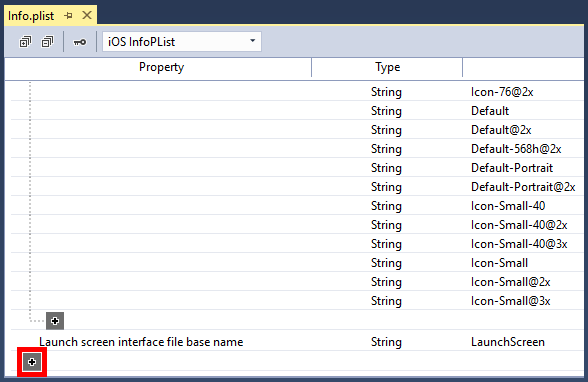 Info.plist
iOS InfoPList
Property Type
String Icon-76@2x
String Default
String Default@2x
String Default-568h@2x
String Default-Portrait
String Default-Portrait@2x
String Icon-Small-40
String Icon-Small-40@2x
String Icon-Small-40@3x
String Icon-Small
String Icon-Small@2x
String Icon-Small@3x
Launch screen interface file base name String LaunchScreen